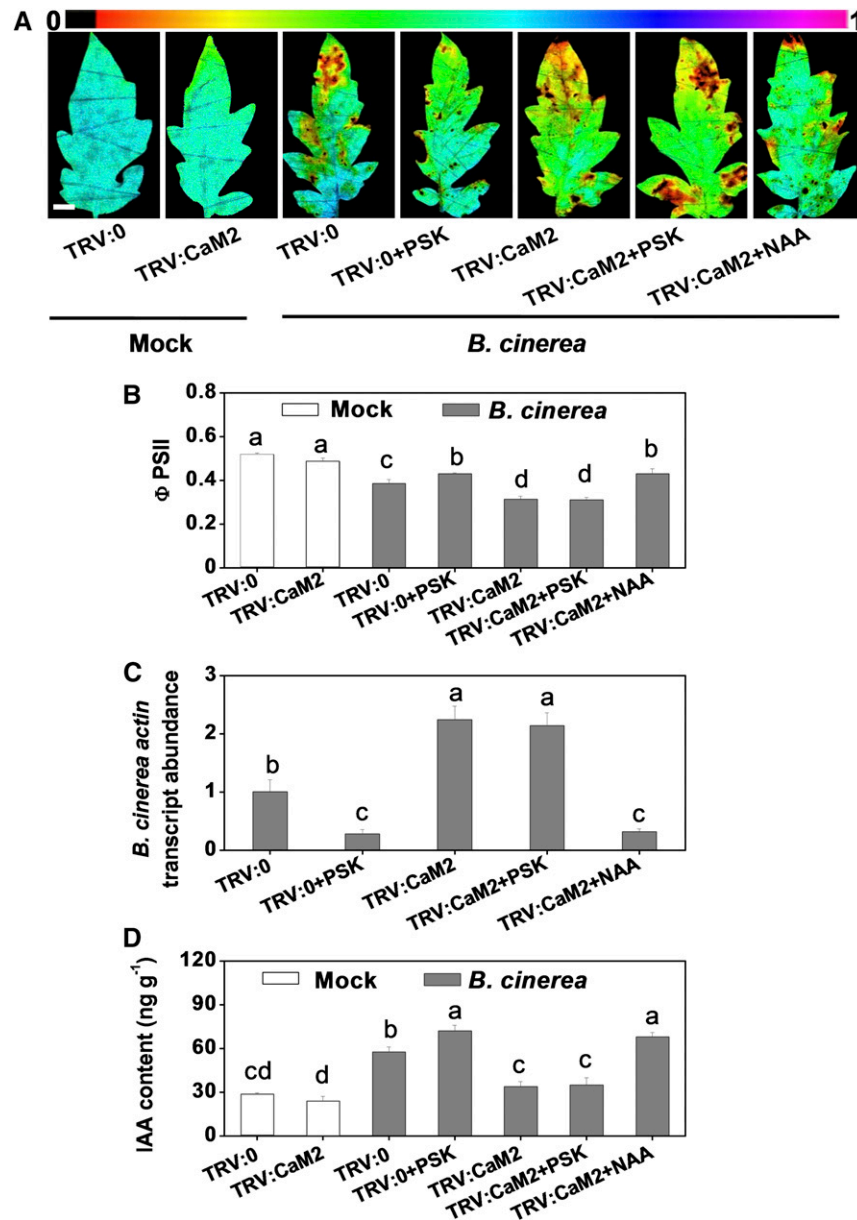 A
0 1
TRV:0
TRV:CaM2
TRV:0
TRV:0+PSK
TRV:CaM2
TRV:CaM2+PSK
TRV:CaM2+NAA
Mock
B. cinerea
B
Φ PSII
0.8
0.6
0.4
0.2
0
Mock
B. cinerea
a
a
c
b
d
d
b
TRV:0
TRV:CaM2
TRV:0
TRV:0+PSK
TRV:CaM2
TRV:CaM2+PSK
TRV:CaM2+NAA
C
B. cinerea actin
transcript abundance
3
2
1
0
b
c
a
a
c
TRV:0
TRV:0+PSK
TRV:CaM2
TRV:CaM2+PSK
TRV:CaM2+NAA
D
IAA content (ng g⁻¹)
120
90
60
30
0
Mock
B. cinerea
cd
d
b
a
c
c
a
TRV:0
TRV:CaM2
TRV:0
TRV:0+PSK
TRV:CaM2
TRV:CaM2+PSK
TRV:CaM2+NAA